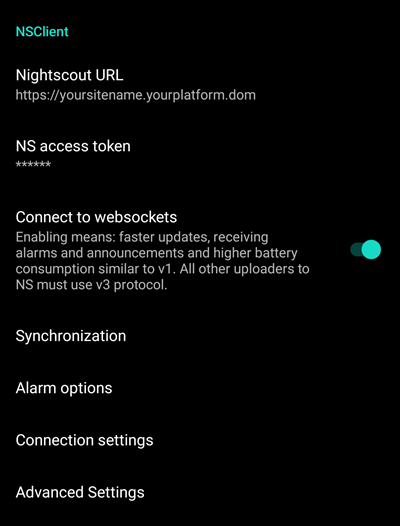 NSClient
Nightscout URL
https://yoursitename.yourplatform.dom
NS access token
******
Connect to websockets
Enabling means: faster updates, receiving
alarms and announcements and higher battery
consumption similar to v1. All other uploaders to
NS must use v3 protocol.
Synchronization
Alarm options
Connection settings
Advanced Settings